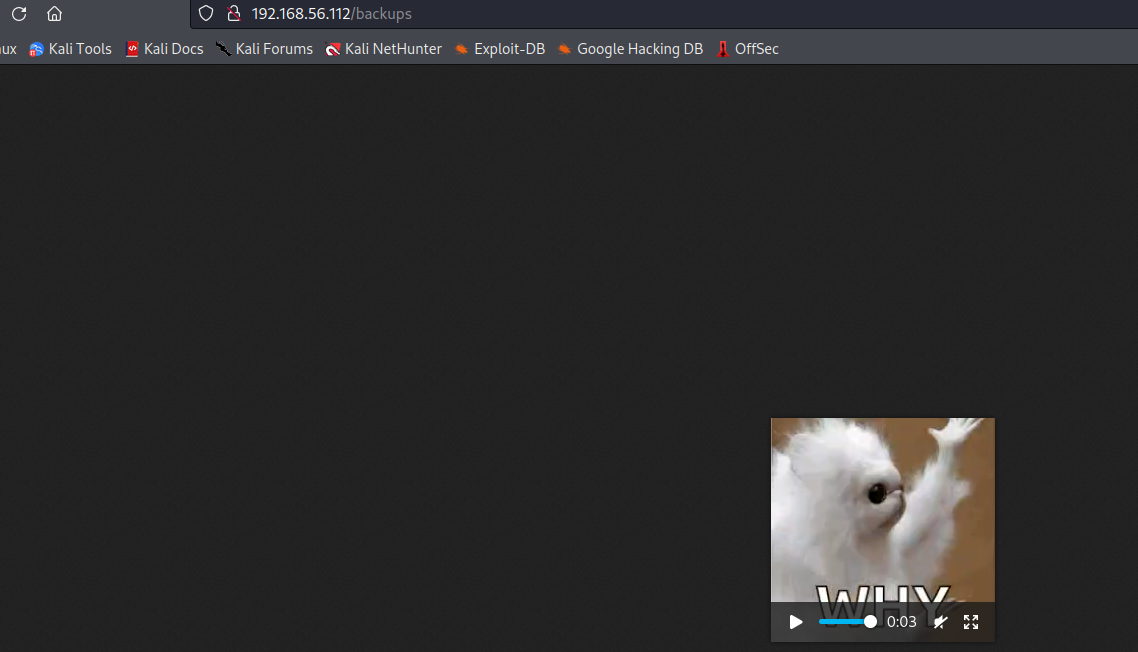 192.168.56.112/backups
ux Kali Tools Kali Docs Kali Forums Kali NetHunter Exploit-DB Google Hacking DB OffSec
WHY
0:03